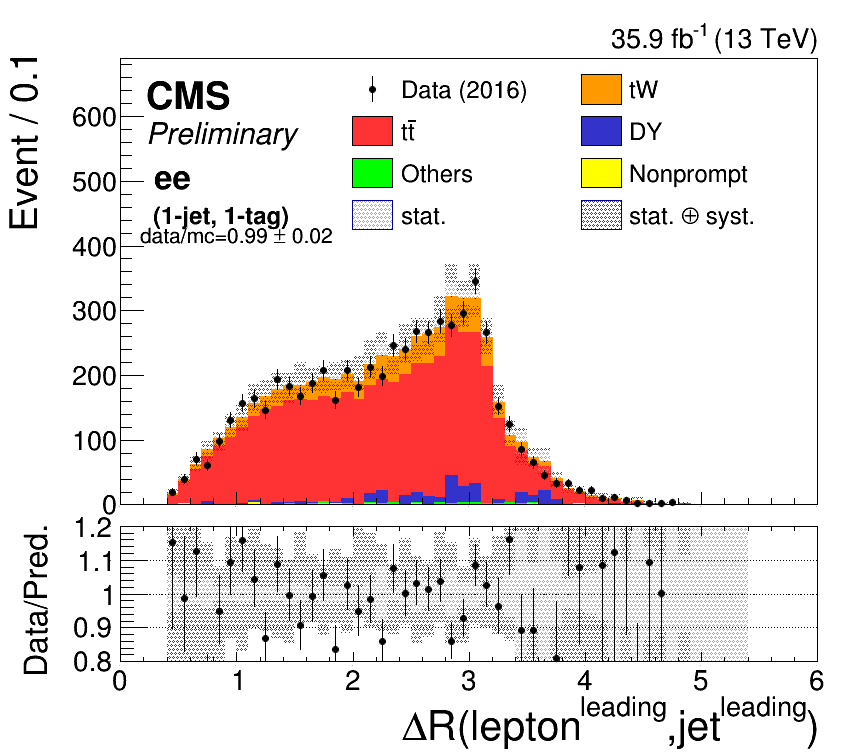 35.9 fb⁻¹ (13 TeV)
Event / 0.1
CMS
Preliminary
ee
(1-jet, 1-tag)
data/mc=0.99 ± 0.02
Data (2016)
tW
tt̄
DY
Others
Nonprompt
stat.
stat. ⊕ syst.
600
500
400
300
200
100
0
Data/Pred.
1.2
1.1
1
0.9
0.8
0 1 2 3 4 5 6
ΔR(lepton^leading,jet^leading)